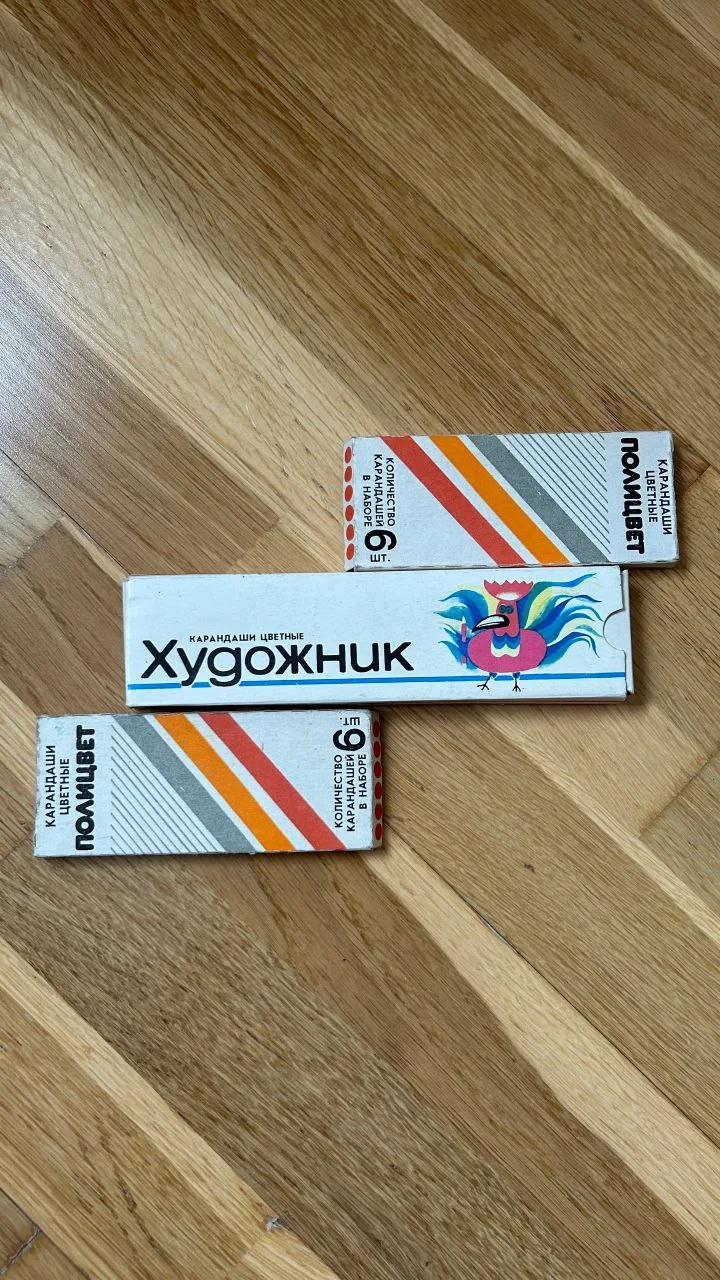 КАРАНДАШИ
ЦВЕТНЫЕ
ПОЛИЦВЕТ
КОЛИЧЕСТВО
КАРАНДАШЕЙ
В НАБОРЕ
6
ШТ.
КАРАНДАШИ ЦВЕТНЫЕ
Художник
КАРАНДАШИ
ЦВЕТНЫЕ
ПОЛИЦВЕТ
КОЛИЧЕСТВО
КАРАНДАШЕЙ
В НАБОРЕ
6
ШТ.